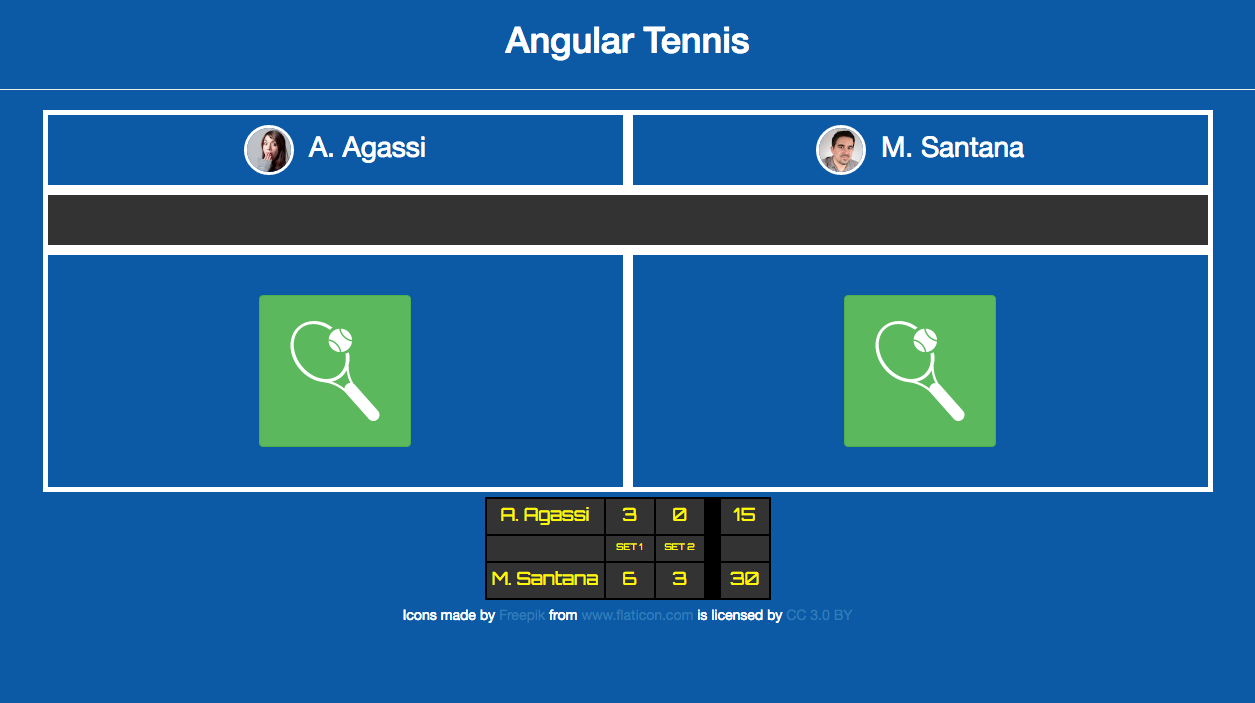 Angular Tennis
A. Agassi
M. Santana
A. Agassi 3 0 15
SET 1 SET 2
M. Santana 6 3 30
Icons made by Freepik from www.flaticon.com is licensed by CC 3.0 BY